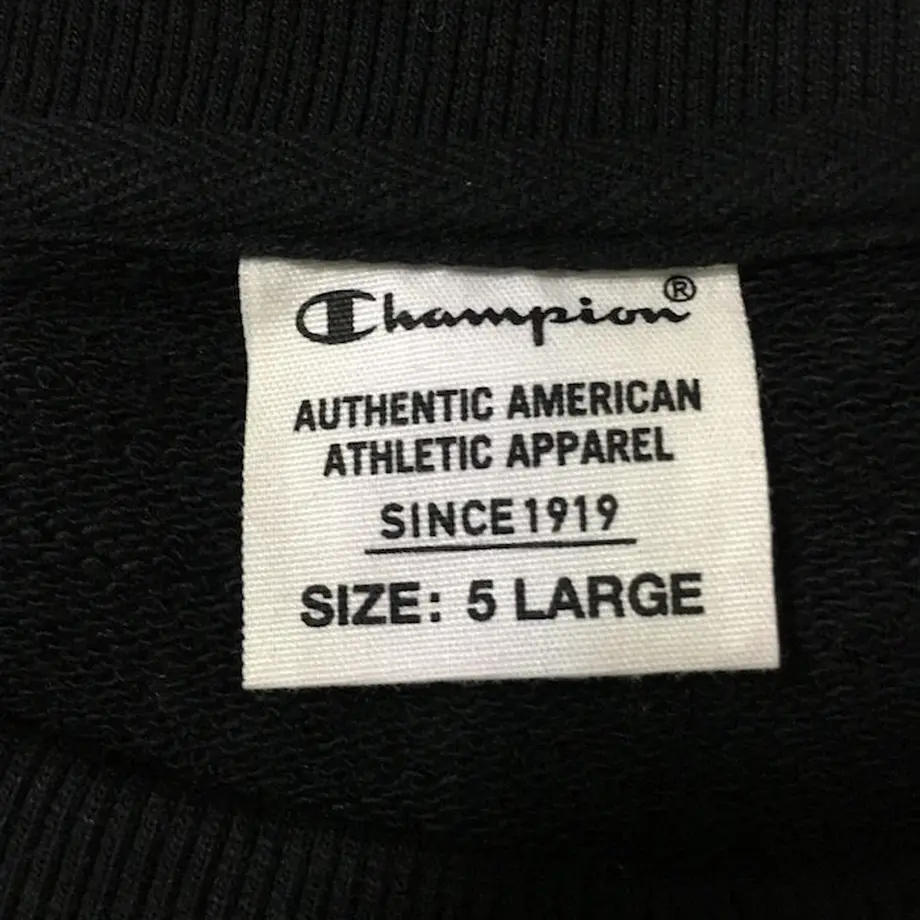 Champion®
AUTHENTIC AMERICAN
ATHLETIC APPAREL
SINCE 1919
SIZE: 5 LARGE